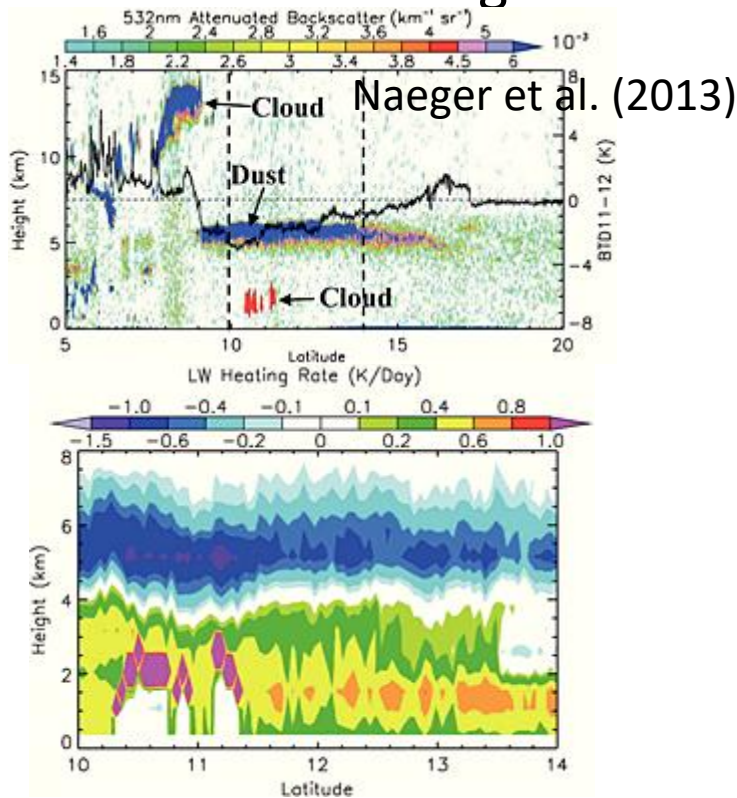 532nm Attenuated Backscatter (km⁻¹ sr⁻¹)
1.6 2 2.4 2.8 3.2 3.6 4 5 10⁻³
1.4 1.8 2.2 2.6 3 3.4 3.8 4.5 6
Naeger et al. (2013)
15 10 5 0
Height (km)
8 4 0 −4 −8
BTD11−12 (K)
Cloud
Dust
Cloud
5 10 15 20
Latitude
LW Heating Rate (K/Day)
−1.0 −0.4 −0.1 0.1 0.4 0.8
−1.5 −0.6 −0.2 0 0.2 0.6 1.0
8 6 4 2 0
Height (km)
10 11 12 13 14
Latitude